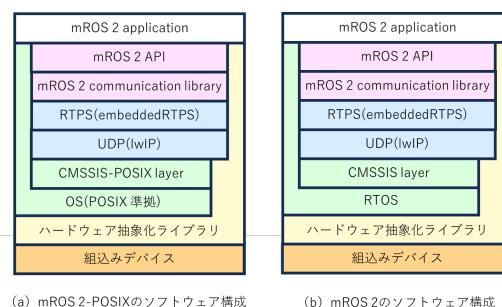 mROS 2 application
mROS 2 API
mROS 2 communication library
RTPS(embeddedRTPS)
UDP(lwIP)
CMSSIS-POSIX layer
OS(POSIX 準拠)
ハードウェア抽象化ライブラリ
組込みデバイス
(a) mROS 2-POSIXのソフトウェア構成
mROS 2 application
mROS 2 API
mROS 2 communication library
RTPS(embeddedRTPS)
UDP(lwIP)
CMSSIS layer
RTOS
ハードウェア抽象化ライブラリ
組込みデバイス
(b) mROS 2のソフトウェア構成